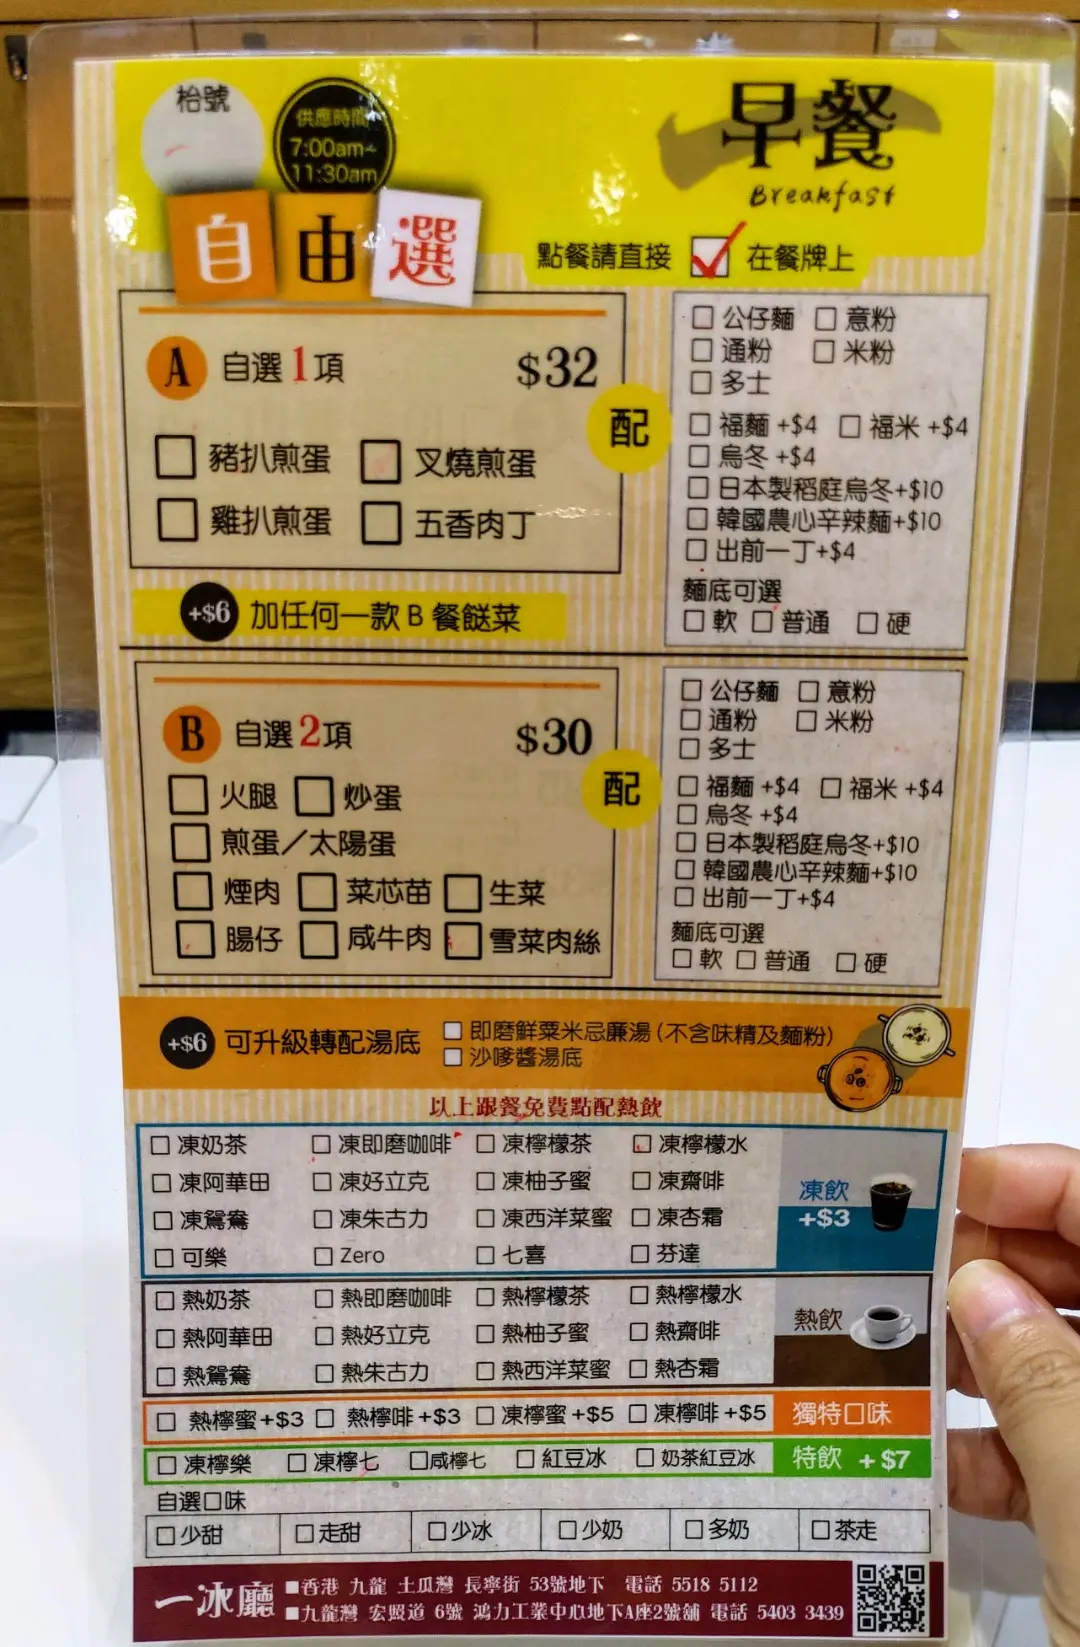 枱號
供應時間
7:00am~
11:30am
早餐
Breakfast
自由選
點餐請直接 在餐牌上
A 自選1項 $32
豬扒煎蛋 叉燒煎蛋
雞扒煎蛋 五香肉丁
配
公仔麵 意粉
通粉 米粉
多士
福麵 +$4 福米 +$4
烏冬 +$4
日本製稻庭烏冬+$10
韓國農心辛辣麵+$10
出前一丁+$4
麵底可選
軟 普通 硬
+$6 加任何一款 B 餐餸菜
B 自選2項 $30
火腿 炒蛋
煎蛋／太陽蛋
煙肉 菜芯苗 生菜
腸仔 咸牛肉 雪菜肉絲
配
公仔麵 意粉
通粉 米粉
多士
福麵 +$4 福米 +$4
烏冬 +$4
日本製稻庭烏冬+$10
韓國農心辛辣麵+$10
出前一丁+$4
麵底可選
軟 普通 硬
+$6 可升級轉配湯底
即磨鮮菜米忌廉湯(不含味精及麵粉)
沙嗲醬湯底
以上跟餐免費點配熱飲
凍奶茶 凍即磨咖啡 凍檸檬茶 凍檸檬水
凍阿華田 凍好立克 凍柚子蜜 凍齋啡
凍鴛鴦 凍朱古力 凍西洋菜蜜 凍杏霜
可樂 Zero 七喜 芬達
凍飲
+$3
熱奶茶 熱即磨咖啡 熱檸檬茶 熱檸檬水
熱阿華田 熱好立克 熱柚子蜜 熱齋啡
熱鴛鴦 熱朱古力 熱西洋菜蜜 熱杏霜
熱飲
熱檸蜜+$3 熱檸啡+$3 凍檸蜜+$5 凍檸啡+$5 獨特口味
凍檸樂 凍檸七 咸檸七 紅豆冰 奶茶紅豆冰 特飲 +$7
自選口味
少甜 走甜 少冰 少奶 多奶 茶走
一冰廳
香港 九龍 土瓜灣 長寧街 53號地下 電話 5518 5112
九龍灣 宏照道 6號 鴻力工業中心地下A座2號舖 電話 5403 3439